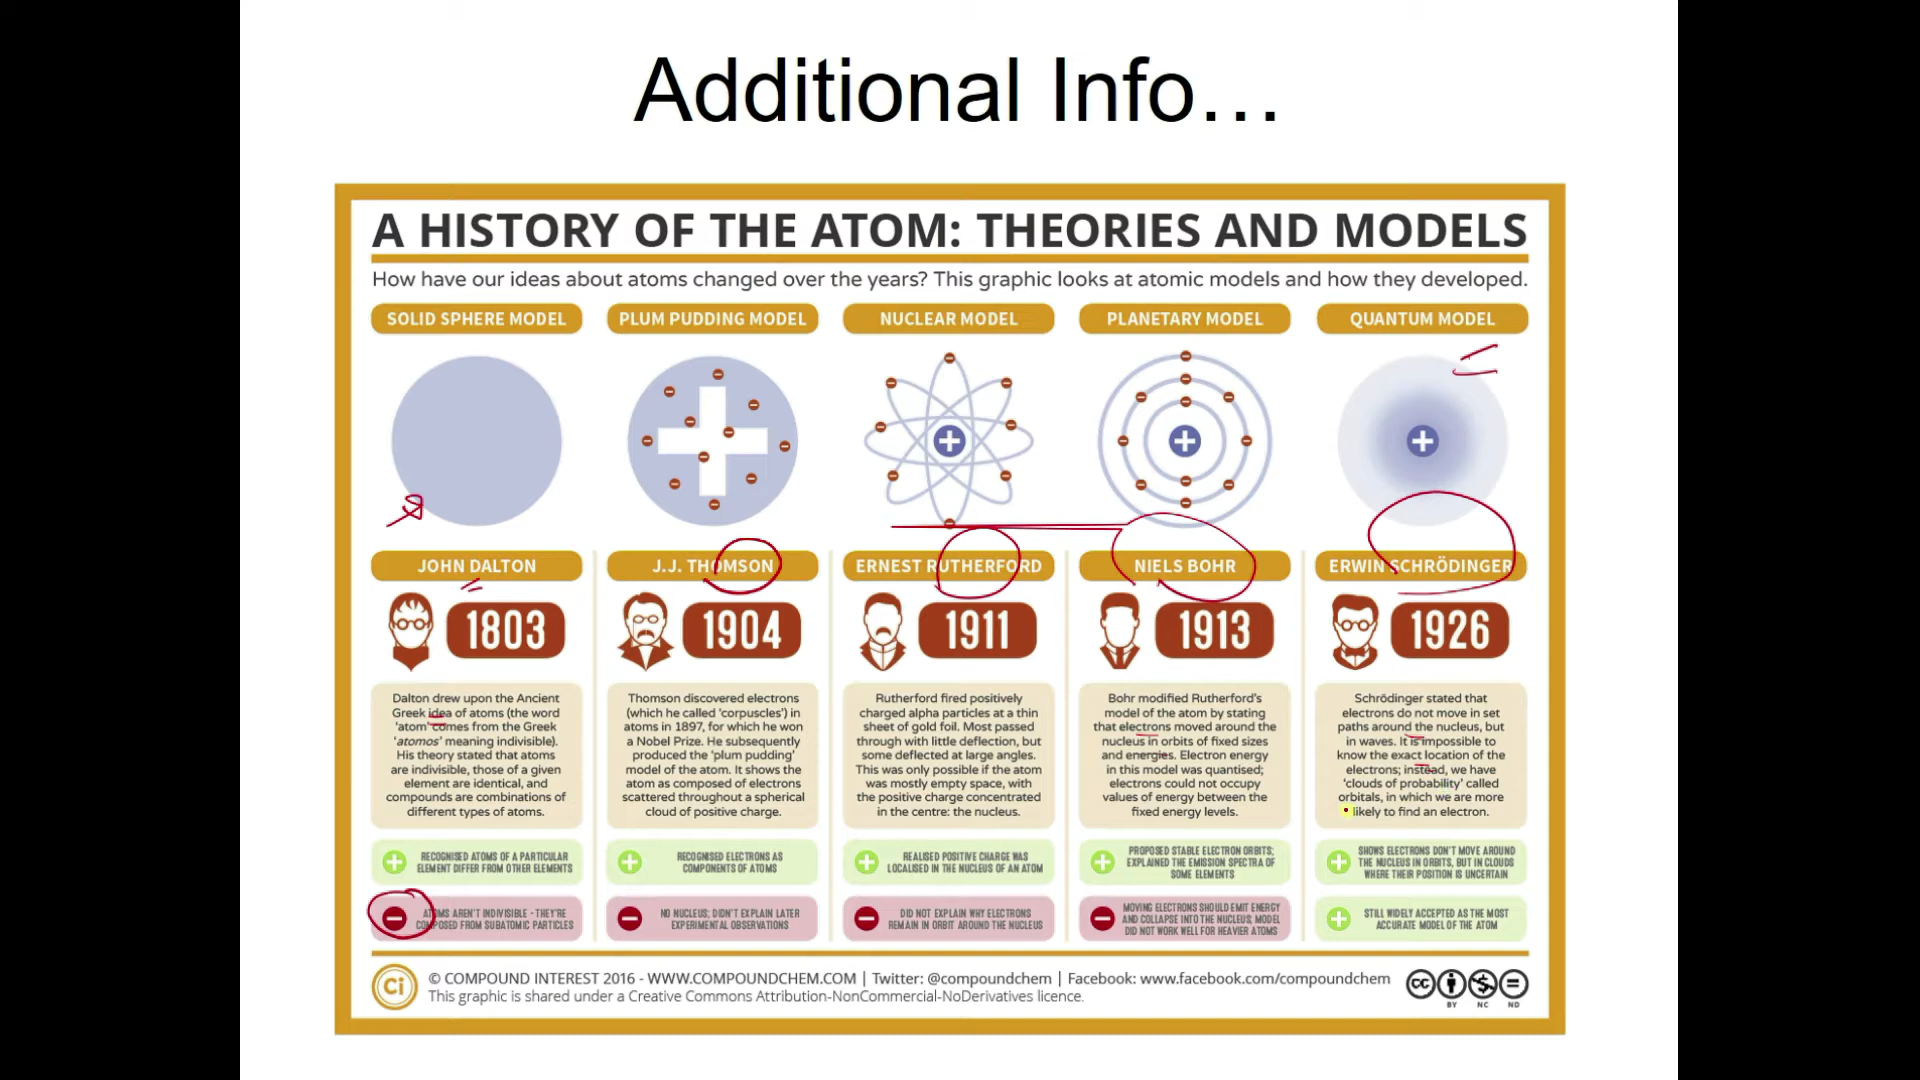 Additional Info…
A HISTORY OF THE ATOM: THEORIES AND MODELS
How have our ideas about atoms changed over the years? This graphic looks at atomic models and how they developed.
SOLID SPHERE MODEL
PLUM PUDDING MODEL
NUCLEAR MODEL
PLANETARY MODEL
QUANTUM MODEL
JOHN DALTON
J.J. THOMSON
ERNEST RUTHERFORD
NIELS BOHR
ERWIN SCHRÖDINGER
1803
1904
1911
1913
1926
Dalton drew upon the Ancient
Greek idea of atoms (the word
‘atom’ comes from the Greek
‘atomos’ meaning indivisible).
His theory stated that atoms
are indivisible, those of a given
element are identical, and
compounds are combinations of
different types of atoms.
Thomson discovered electrons
(which he called ‘corpuscles’) in
atoms in 1897, for which he won
a Nobel Prize. He subsequently
produced the ‘plum pudding’
model of the atom. It shows the
atom as composed of electrons
scattered throughout a spherical
cloud of positive charge.
Rutherford fired positively
charged alpha particles at a thin
sheet of gold foil. Most passed
through with little deflection, but
some deflected at large angles.
This was only possible if the atom
was mostly empty space, with
the positive charge concentrated
in the centre: the nucleus.
Bohr modified Rutherford’s
model of the atom by stating
that electrons moved around the
nucleus in orbits of fixed sizes
and energies. Electron energy
in this model was quantised;
electrons could not occupy
values of energy between the
fixed energy levels.
Schrödinger stated that
electrons do not move in set
paths around the nucleus, but
in waves. It is impossible to
know the exact location of the
electrons; instead, we have
‘clouds of probability’ called
orbitals, in which we are more
likely to find an electron.
RECOGNISED ATOMS OF A PARTICULAR
ELEMENT DIFFER FROM OTHER ELEMENTS
RECOGNISED ELECTRONS AS
COMPONENTS OF ATOMS
REALISED POSITIVE CHARGE WAS
LOCALISED IN THE NUCLEUS OF AN ATOM
PROPOSED STABLE ELECTRON ORBITS;
EXPLAINED THE EMISSION SPECTRA OF
SOME ELEMENTS
SHOWS ELECTRONS DON'T MOVE AROUND
THE NUCLEUS IN ORBITS, BUT IN CLOUDS
WHERE THEIR POSITION IS UNCERTAIN
ATOMS AREN'T INDIVISIBLE - THEY'RE
COMPOSED FROM SUBATOMIC PARTICLES
NO NUCLEUS; DIDN'T EXPLAIN LATER
EXPERIMENTAL OBSERVATIONS
DID NOT EXPLAIN WHY ELECTRONS
REMAIN IN ORBIT AROUND THE NUCLEUS
MOVING ELECTRONS SHOULD EMIT ENERGY
AND COLLAPSE INTO THE NUCLEUS; MODEL
DID NOT WORK WELL FOR HEAVIER ATOMS
STILL WIDELY ACCEPTED AS THE MOST
ACCURATE MODEL OF THE ATOM
Ci
© COMPOUND INTEREST 2016 - WWW.COMPOUNDCHEM.COM | Twitter: @compoundchem | Facebook: www.facebook.com/compoundchem
This graphic is shared under a Creative Commons Attribution-NonCommercial-NoDerivatives licence.
CC
BY NC ND